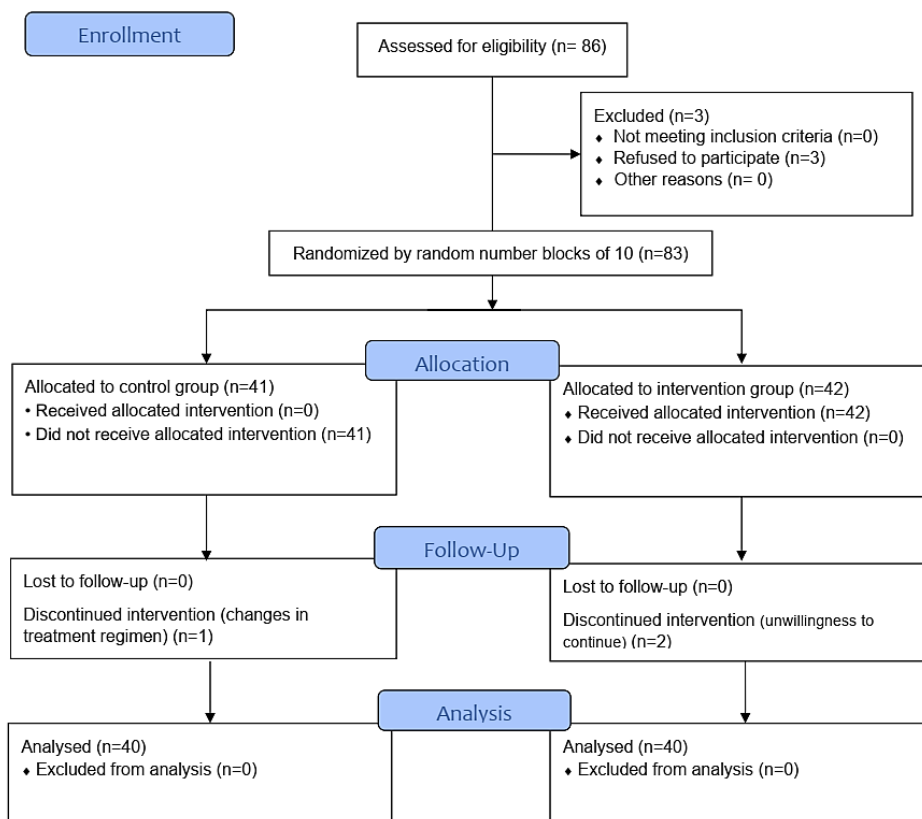 Enrollment
Assessed for eligibility (n= 86)
Excluded (n=3)
♦ Not meeting inclusion criteria (n=0)
♦ Refused to participate (n=3)
♦ Other reasons (n= 0)
Randomized by random number blocks of 10 (n=83)
Allocation
Allocated to control group (n=41)
• Received allocated intervention (n=0)
• Did not receive allocated intervention (n=41)
Allocated to intervention group (n=42)
♦ Received allocated intervention (n=42)
♦ Did not receive allocated intervention (n=0)
Follow-Up
Lost to follow-up (n=0)
Discontinued intervention (changes in
treatment regimen) (n=1)
Lost to follow-up (n=0)
Discontinued intervention (unwillingness to
continue) (n=2)
Analysis
Analysed (n=40)
♦ Excluded from analysis (n=0)
Analysed (n=40)
♦ Excluded from analysis (n=0)